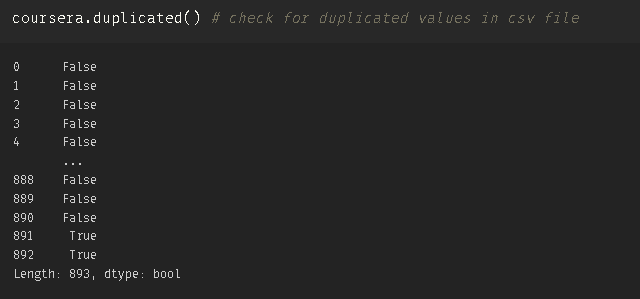 coursera.duplicated() # check for duplicated values in csv file
0      False
1      False
2      False
3      False
4      False
       ...
888    False
889    False
890    False
891     True
892     True
Length: 893, dtype: bool